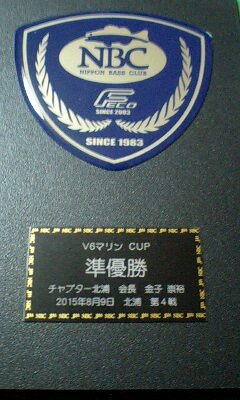 NBC
NIPPON BASS CLUB
FECO
SINCE 2003
SINCE 1983
V6マリン CUP
準優勝
チャプター北浦 会長 金子 崇裕
2015年8月9日 北浦 第4戦